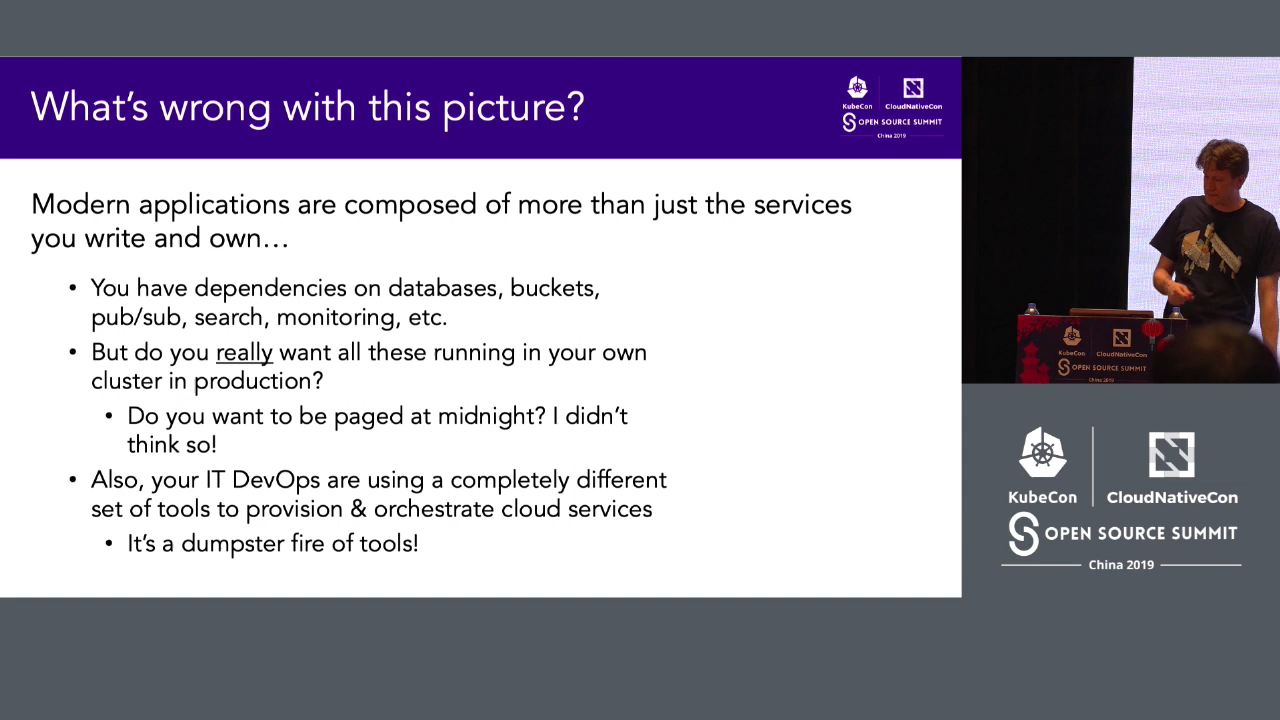 What's wrong with this picture?
KubeCon
CloudNativeCon
OPEN SOURCE SUMMIT
China 2019
Modern applications are composed of more than just the services
you write and own…
• You have dependencies on databases, buckets,
pub/sub, search, monitoring, etc.
• But do you really want all these running in your own
cluster in production?
• Do you want to be paged at midnight? I didn't
think so!
• Also, your IT DevOps are using a completely different
set of tools to provision & orchestrate cloud services
• It's a dumpster fire of tools!
KubeCon
CloudNativeCon
OPEN SOURCE SUMMIT
China 2019
KubeCon
CloudNativeCon
OPEN SOURCE SUMMIT
China 2019